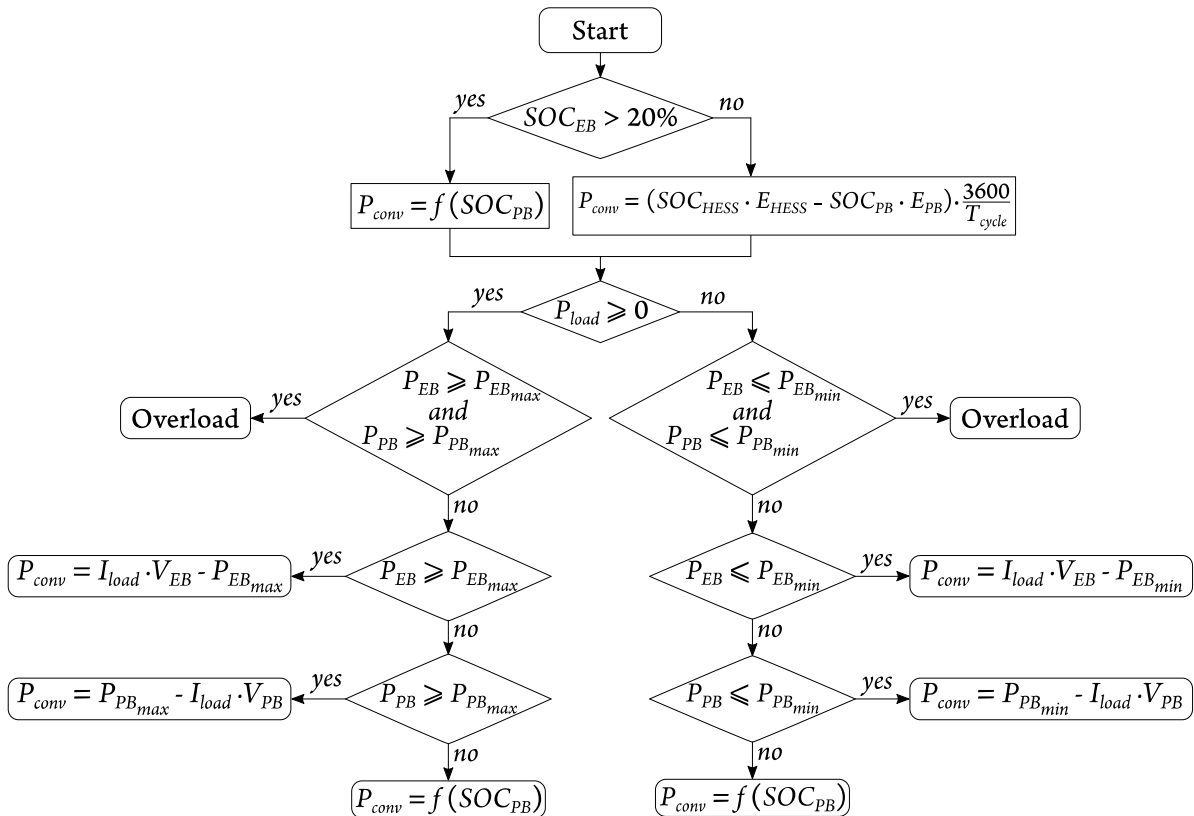 Start
yes
no
SOC_EB > 20%
P_conv = f (SOC_PB)
P_conv = (SOC_HESS · E_HESS - SOC_PB · E_PB) · 3600/T_cycle
yes
no
P_load ⩾ 0
P_EB ⩾ P_EB_max
and
P_PB ⩾ P_PB_max
P_EB ⩽ P_EB_min
and
P_PB ⩽ P_PB_min
yes
Overload
yes
Overload
no
no
P_conv = I_load · V_EB - P_EB_max
yes
P_EB ⩾ P_EB_max
P_EB ⩽ P_EB_min
yes
P_conv = I_load · V_EB - P_EB_min
no
no
P_conv = P_PB_max - I_load · V_PB
yes
P_PB ⩾ P_PB_max
P_PB ⩽ P_PB_min
yes
P_conv = P_PB_min - I_load · V_PB
no
no
P_conv = f (SOC_PB)
P_conv = f (SOC_PB)